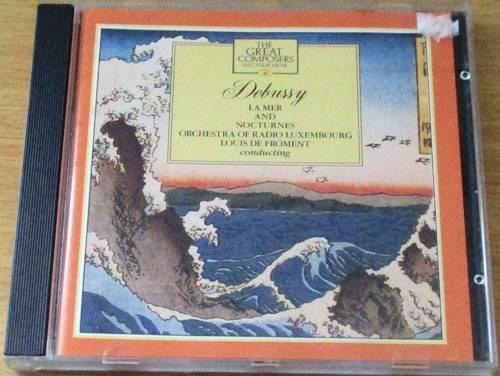 THE
GREAT
COMPOSERS
AND THEIR MUSIC
Debussy
LA MER
AND
NOCTURNES
ORCHESTRA OF RADIO LUXEMBOURG
LOUIS DE FROMENT
conducting